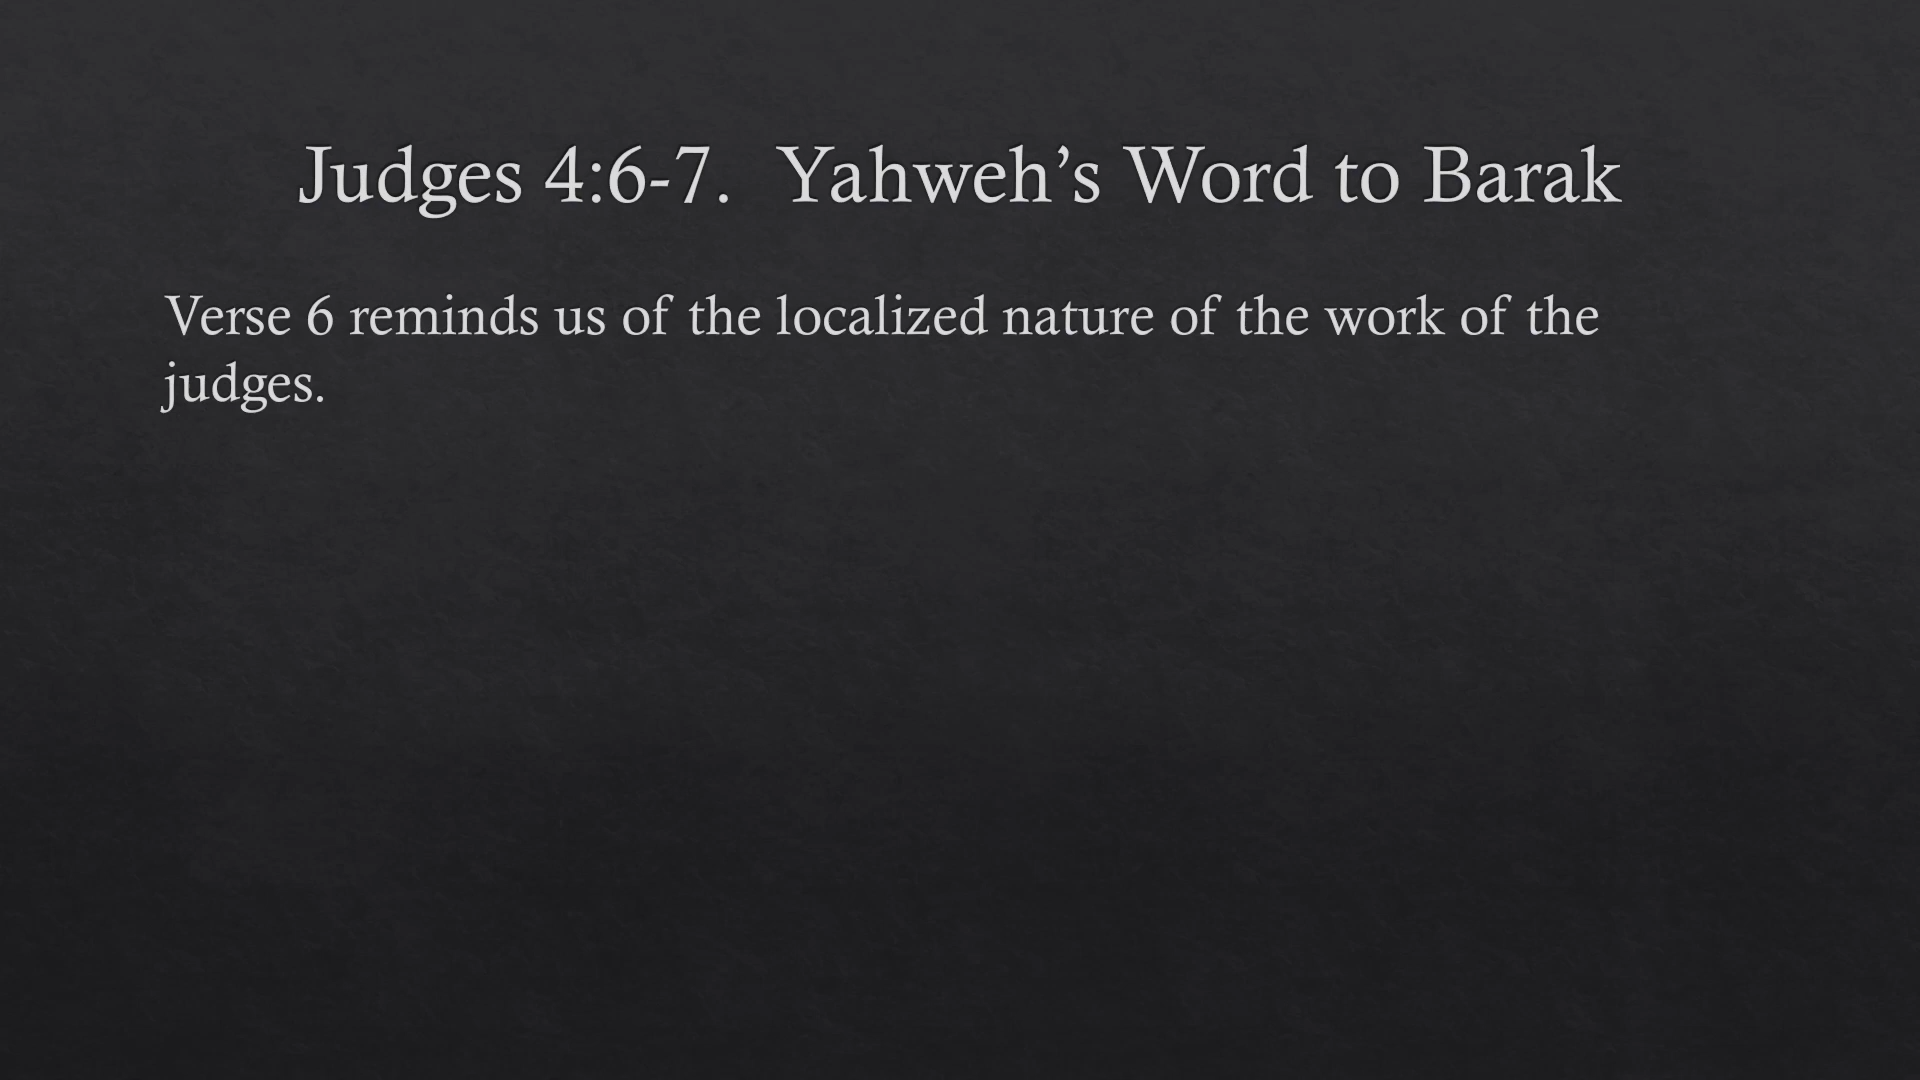 Judges 4:6-7.  Yahweh’s Word to Barak
Verse 6 reminds us of the localized nature of the work of the
judges.